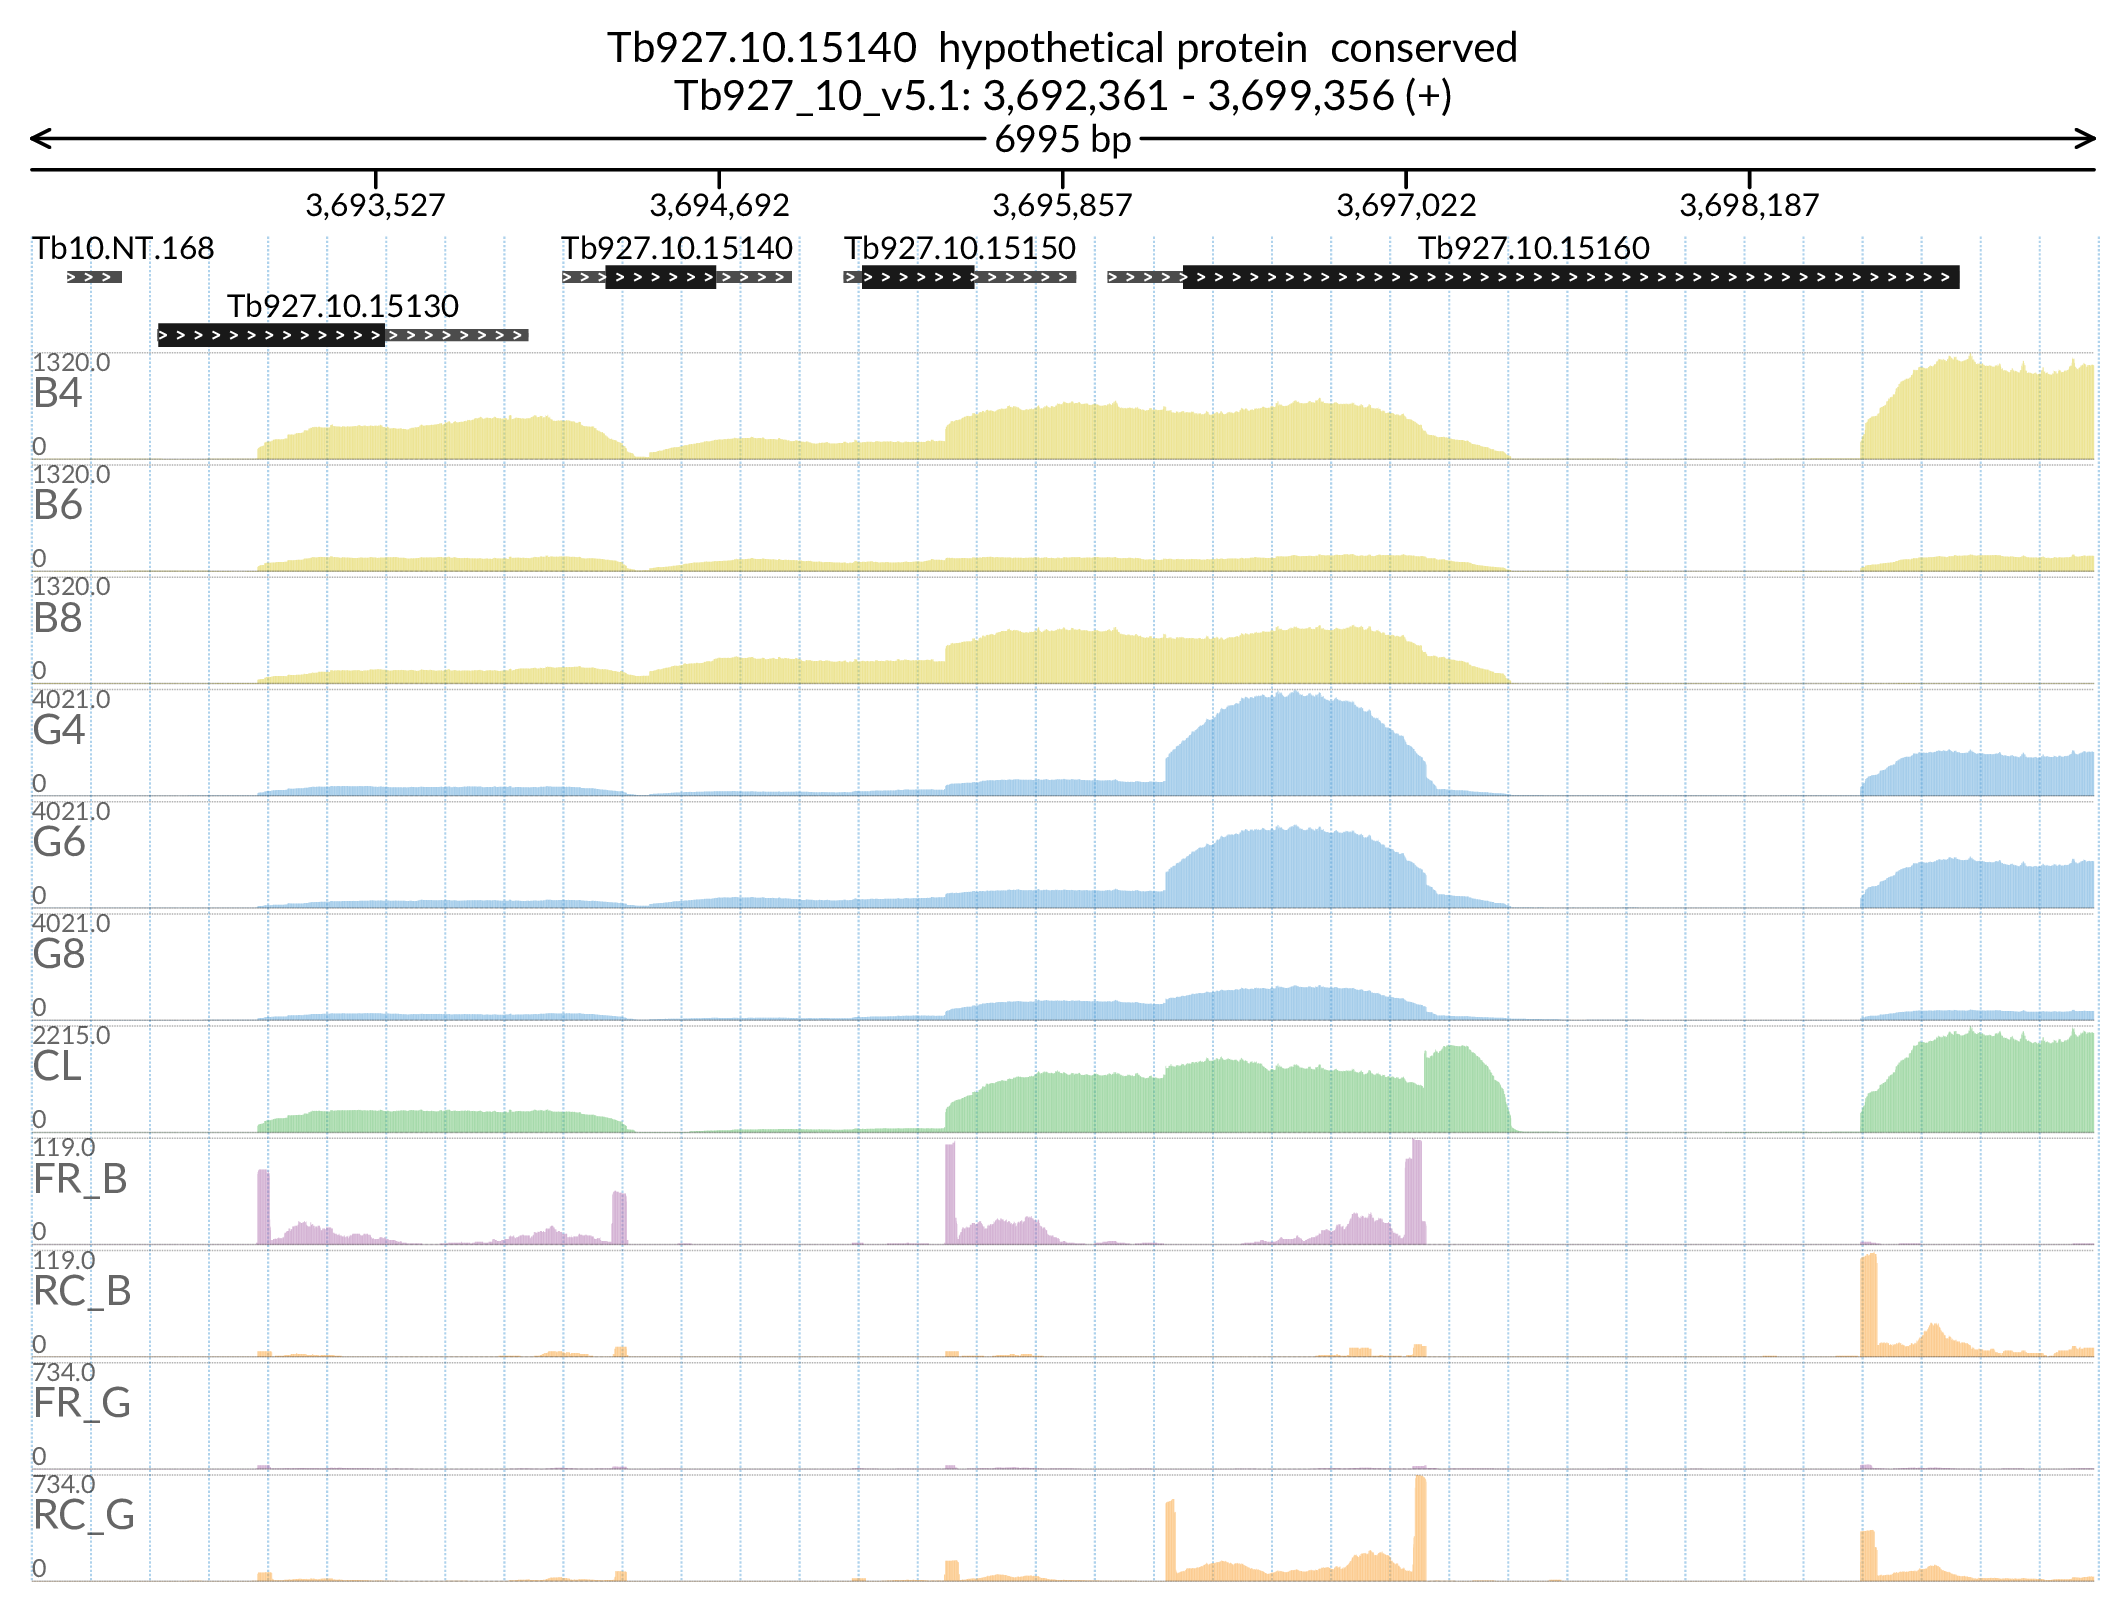 Tb927.10.15140  hypothetical protein  conserved
Tb927_10_v5.1: 3,692,361 - 3,699,356 (+)
6995 bp
3,693,527 3,694,692 3,695,857 3,697,022 3,698,187
Tb10.NT.168 Tb927.10.15140 Tb927.10.15150 Tb927.10.15160
Tb927.10.15130
1320.0
B4
0
1320.0
B6
0
1320.0
B8
0
4021.0
G4
0
4021.0
G6
0
4021.0
G8
0
2215.0
CL
0
119.0
FR_B
0
119.0
RC_B
0
734.0
FR_G
0
734.0
RC_G
0